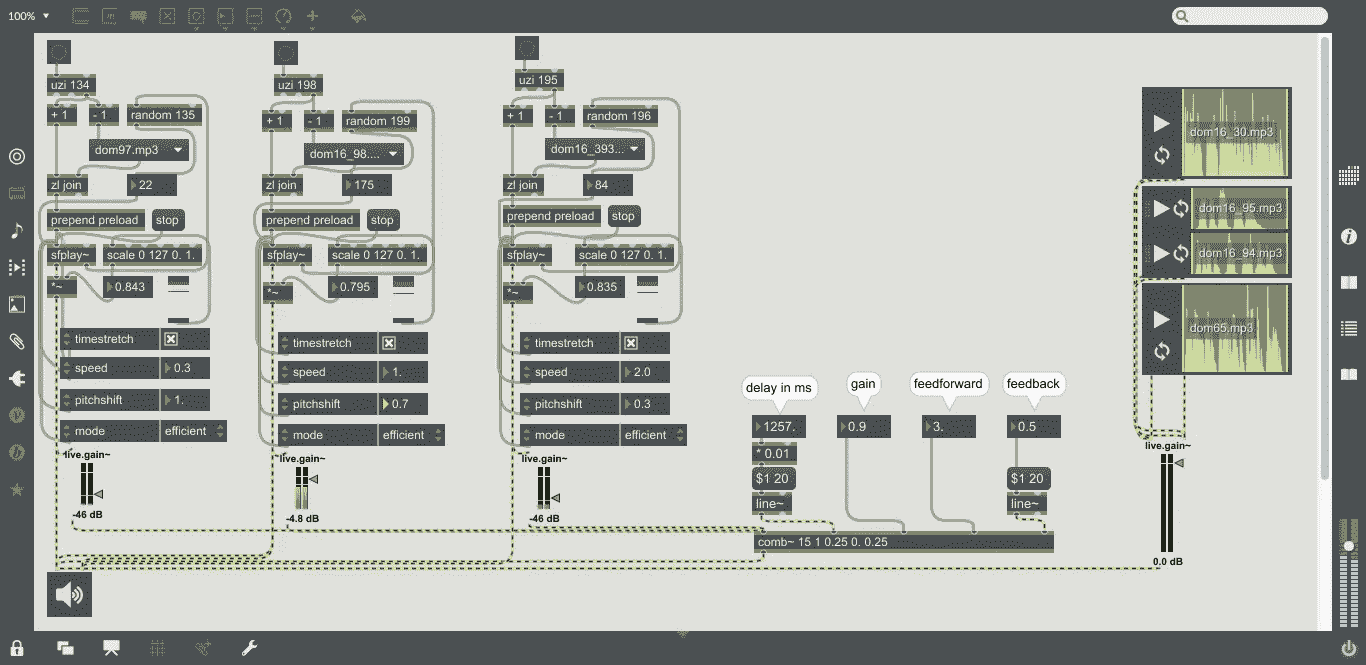 100%
uzi 134
+ 1
- 1
random 135
dom97.mp3
zl join
22
prepend preload
stop
sfplay~
scale 0 127 0. 1.
*~
0.843
timestretch
speed
0.3
pitchshift
1.
mode
efficient
live.gain~
-46 dB
uzi 198
+ 1
- 1
random 199
dom16_98....
zl join
175
prepend preload
stop
sfplay~
scale 0 127 0. 1.
*~
0.795
timestretch
speed
1.
pitchshift
0.7
mode
efficient
live.gain~
-4.8 dB
uzi 195
+ 1
- 1
random 196
dom16_393...
zl join
84
prepend preload
stop
sfplay~
scale 0 127 0. 1.
*~
0.835
timestretch
speed
2.0
pitchshift
0.3
mode
efficient
live.gain~
-46 dB
delay in ms
gain
feedforward
feedback
1257.
0.9
3.
0.5
* 0.01
$1 20
$1 20
line~
line~
comb~ 15 1 0.25 0. 0.25
dom16_30.mp3
dom16_95.mp3
dom16_94.mp3
dom65.mp3
live.gain~
0.0 dB